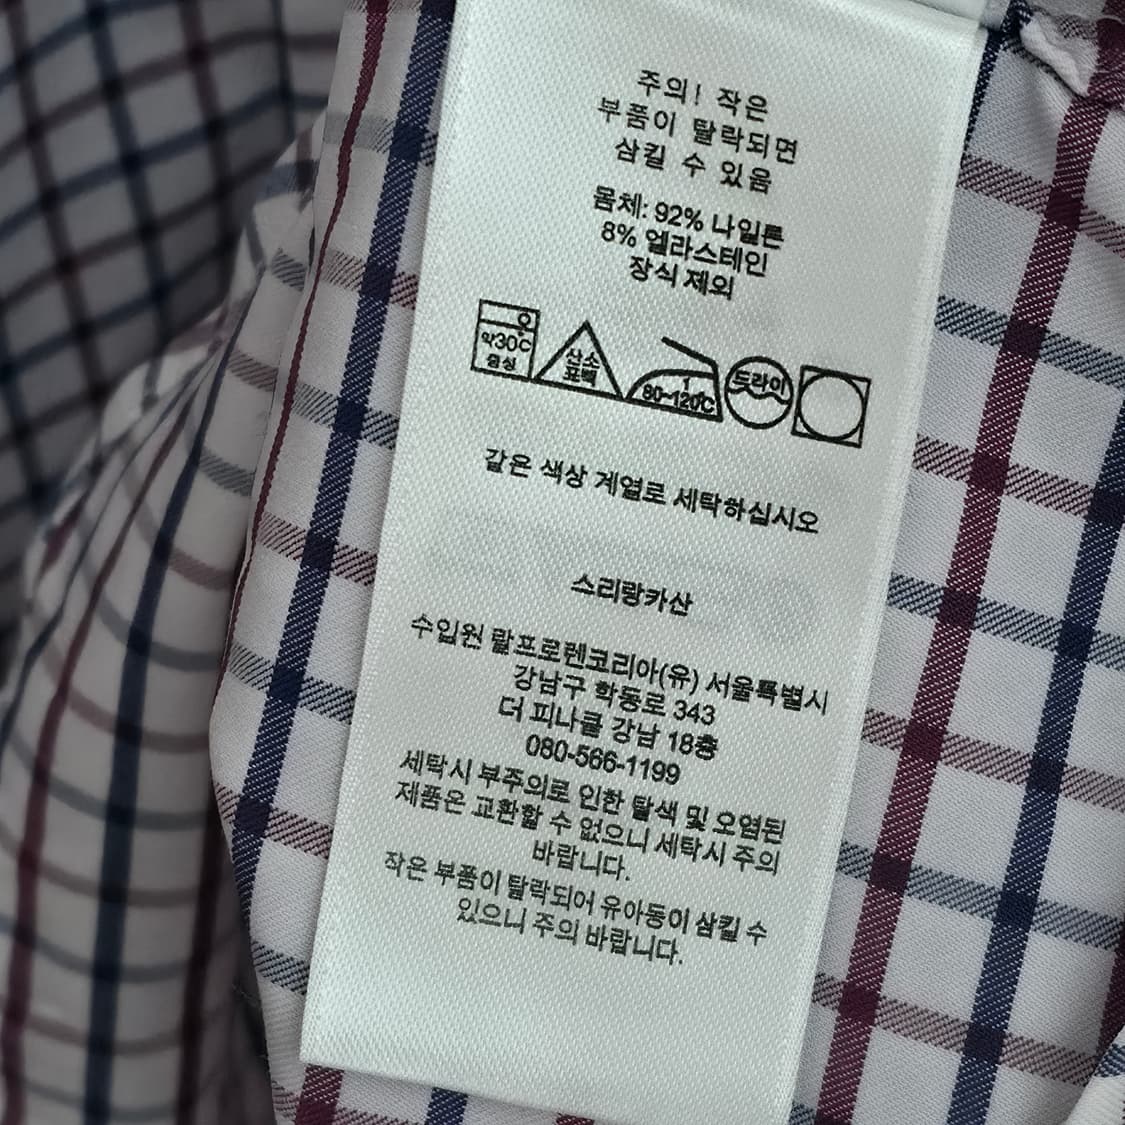 주의! 작은
부품이 탈락되면
삼킬 수 있음
몸체: 92% 나일론
8% 엘라스테인
장식 제외
약30℃
중성
산소
표백
80~120℃
드라이
같은 색상 계열로 세탁하십시오
스리랑카산
수입원 랄프로렌코리아(유) 서울특별시
강남구 학동로 343
더 피나클 강남 18층
080-566-1199
세탁시 부주의로 인한 탈색 및 오염된
제품은 교환할 수 없으니 세탁시 주의
바랍니다.
작은 부품이 탈락되어 유아동이 삼킬 수
있으니 주의 바랍니다.